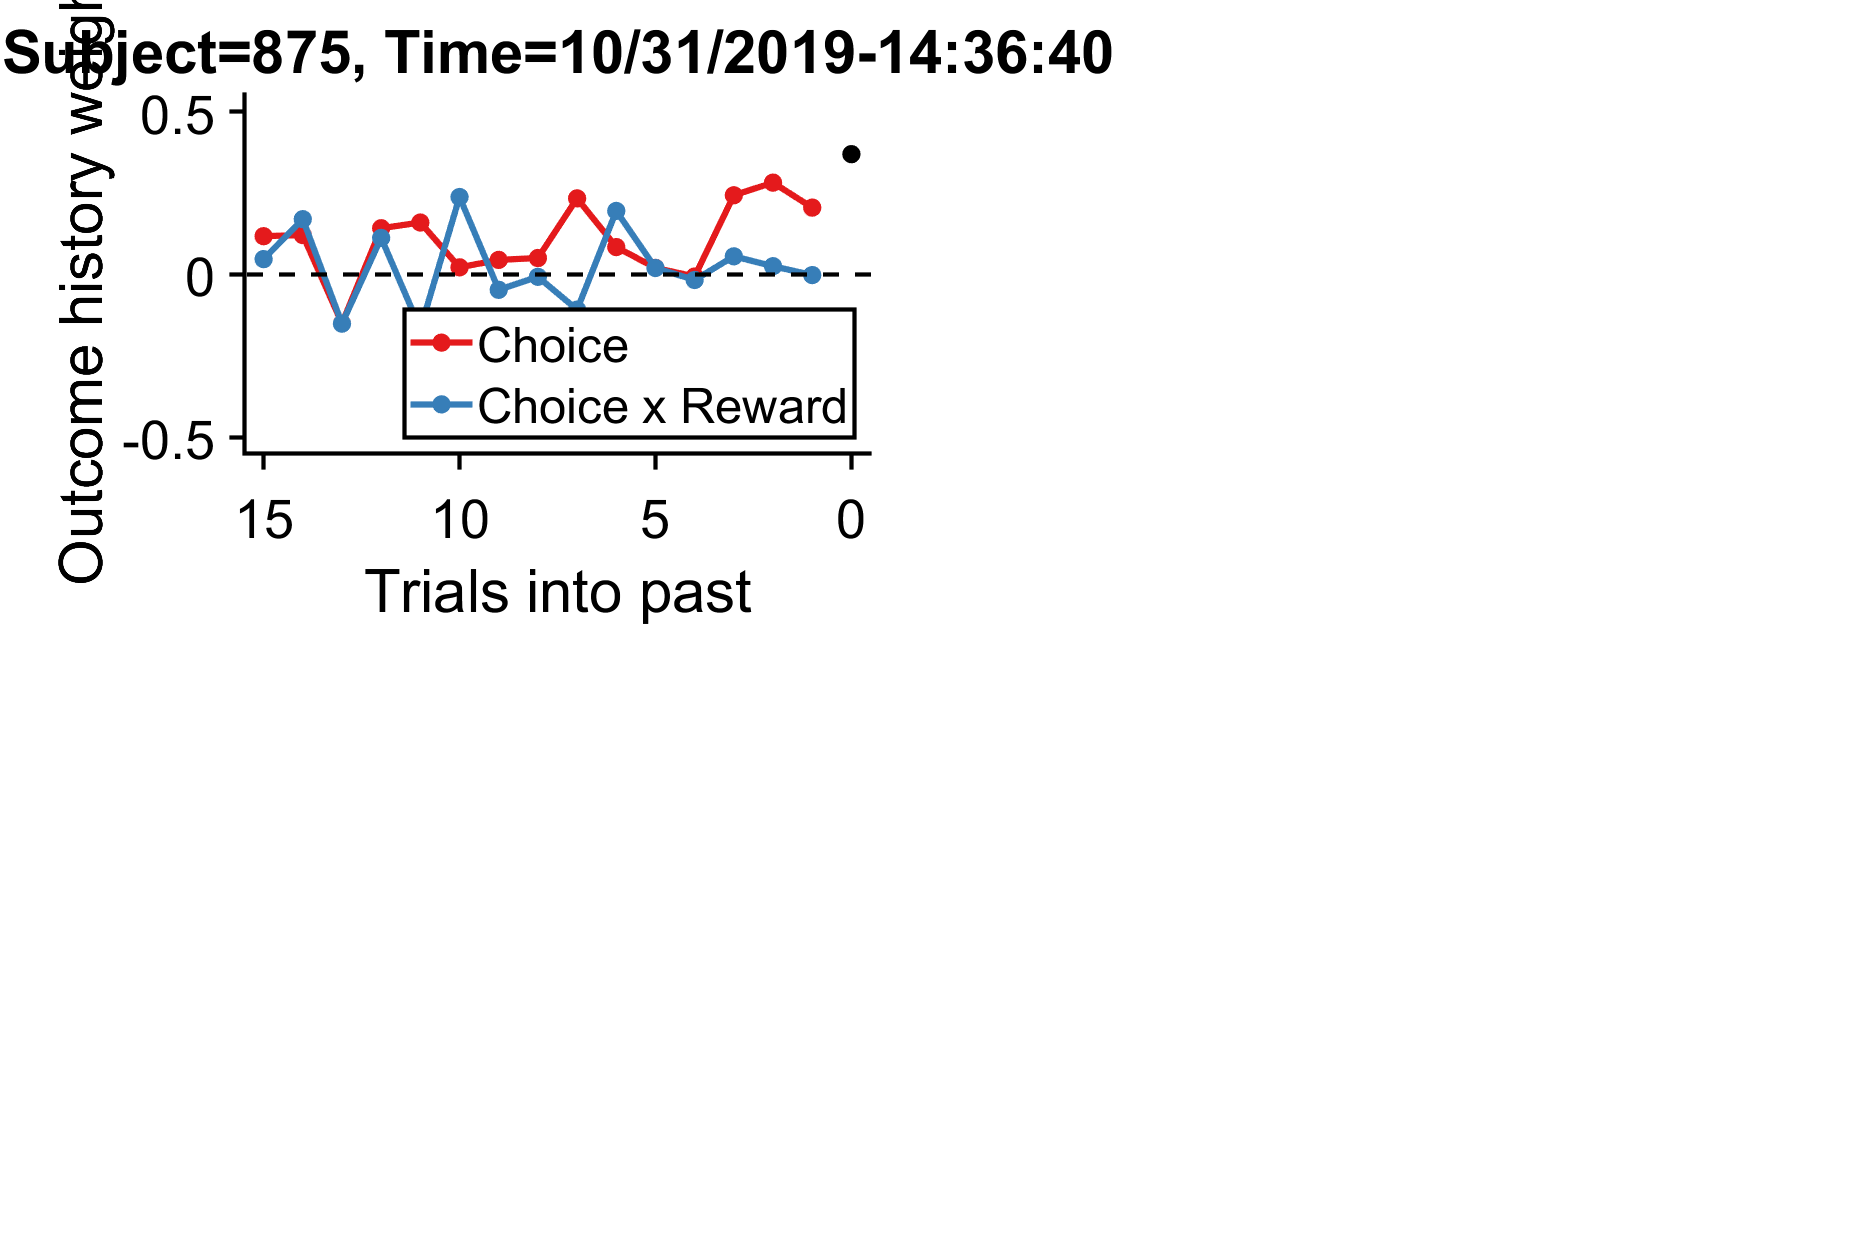 Subject=875, Time=10/31/2019-14:36:40
Outcome history
0.5
0
-0.5
Choice
Choice x Reward
15 10 5 0
Trials into past